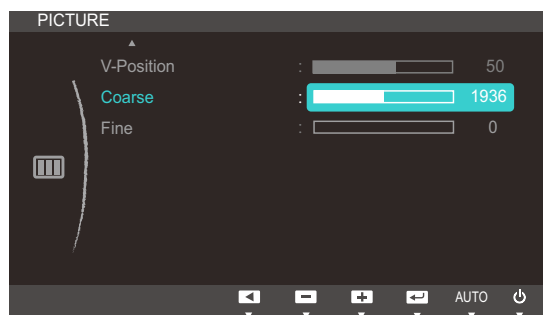 PICTURE
V-Position : 50
Coarse : 1936
Fine : 0
AUTO